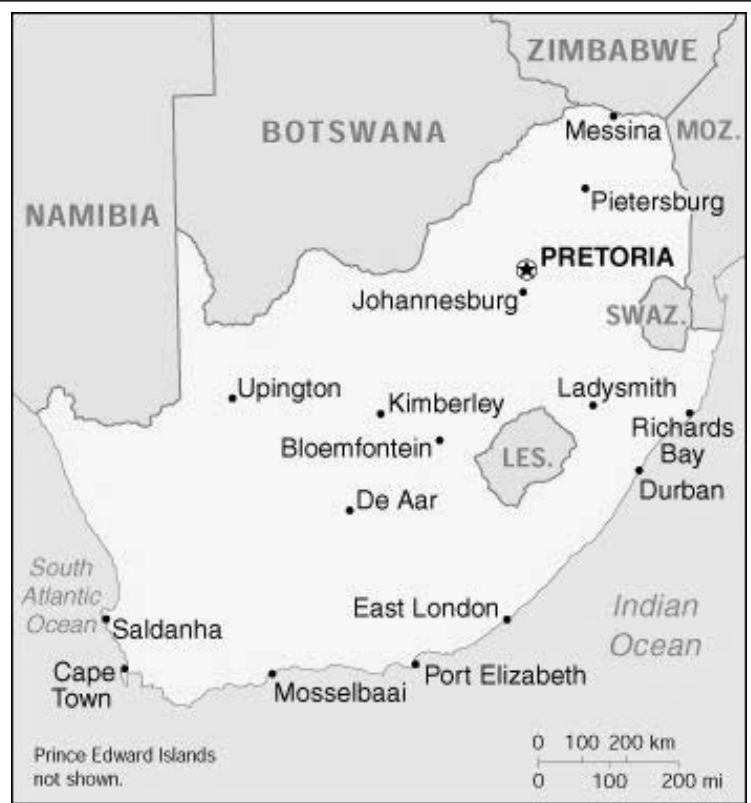 ZIMBABWE
BOTSWANA
Messina
MOZ.
NAMIBIA
Pietersburg
PRETORIA
Johannesburg
SWAZ.
Upington
Kimberley
Ladysmith
Richards
Bay
Bloemfontein
LES.
Durban
De Aar
South
Atlantic
Ocean
Saldanha
East London
Indian
Ocean
Cape
Town
Mosselbaai
Port Elizabeth
Prince Edward Islands
not shown.
0 100 200 km
0 100 200 mi